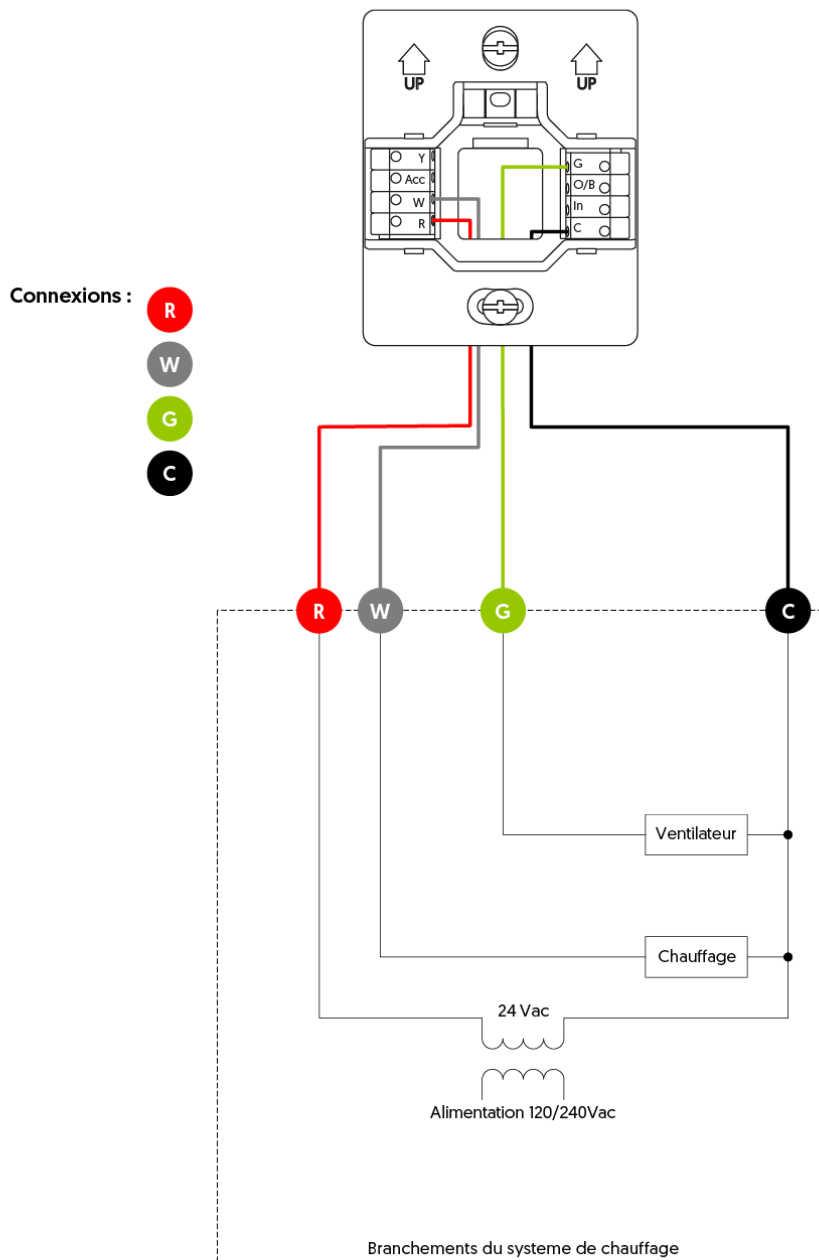 UP UP
Y
Acc
W
R
G
O/B
In
C
Connexions :
R
W
G
C
R W G C
Ventilateur
Chauffage
24 Vac
Alimentation 120/240Vac
Branchements du systeme de chauffage